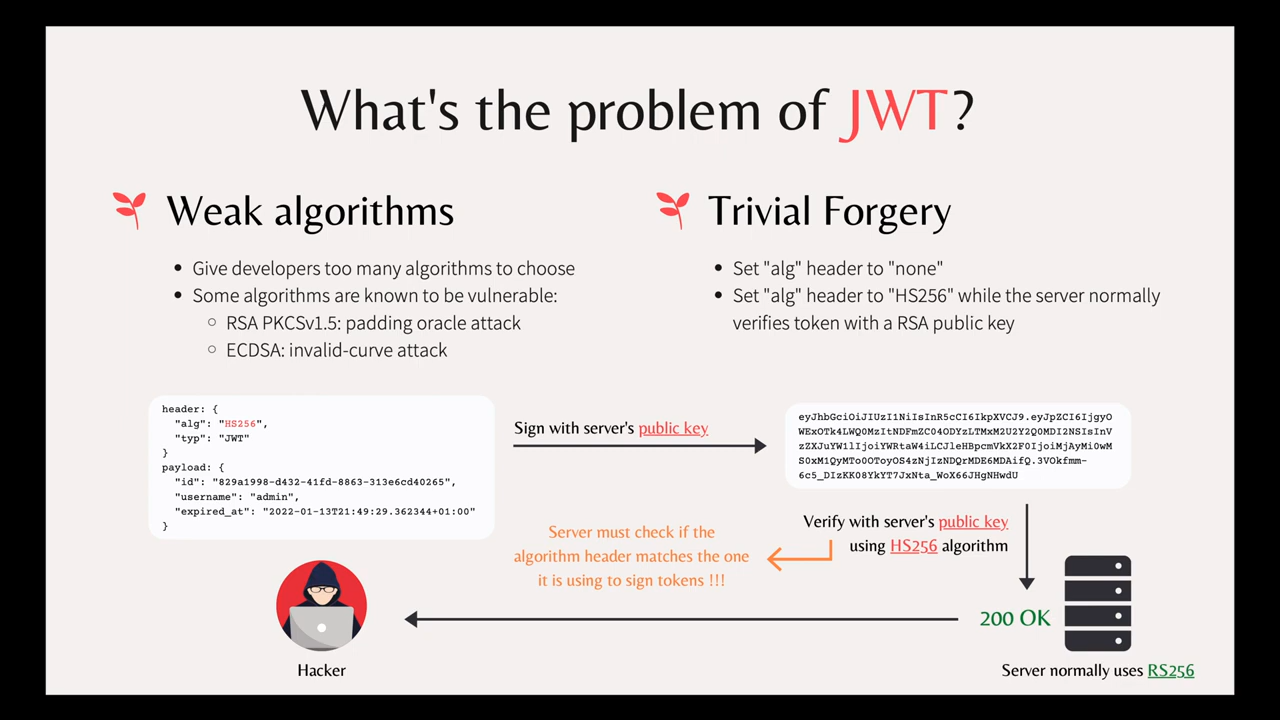 What's the problem of JWT?
Weak algorithms
Give developers too many algorithms to choose
Some algorithms are known to be vulnerable:
RSA PKCSv1.5: padding oracle attack
ECDSA: invalid-curve attack
Trivial Forgery
Set "alg" header to "none"
Set "alg" header to "HS256" while the server normally
verifies token with a RSA public key
header: {
"alg": "HS256",
"typ": "JWT"
}
payload: {
"id": "829a1998-d432-41fd-8863-313e6cd40265",
"username": "admin",
"expired_at": "2022-01-13T21:49:29.362344+01:00"
}
Sign with server's public key
eyJhbGciOiJIUzI1NiIsInR5cCI6IkpXVCJ9.eyJpZCI6IjgyO
WExOTk4LWQ0MzItNDFmZC04ODYzLTMxM2U2Y2Q0MDI2NSIsInV
zZXJuYW1lIjoiYWRtaW4iLCJleHBpcmVkX2F0IjoiMjAyMi0wM
S0xM1QyMTo0OToyOS4zNjIzNDQrMDE6MDAifQ.3VOkfmm-
6c5_DIzKK08YkYT7JxNta_WoX66JHgNHwdU
Verify with server's public key
using HS256 algorithm
Server must check if the
algorithm header matches the one
it is using to sign tokens !!!
200 OK
Hacker
Server normally uses RS256